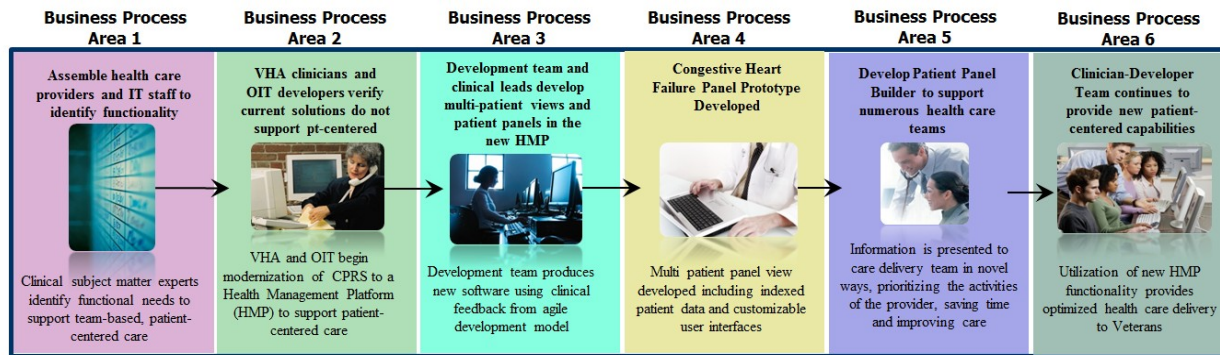 Business Process
Area 1
Assemble health care
providers and IT staff to
identify functionality
Clinical subject matter experts
identify functional needs to
support team-based, patient-
centered care
Business Process
Area 2
VHA clinicians and
OIT developers verify
current solutions do not
support pt-centered
VHA and OIT begin
modernization of CPRS to a
Health Management Platform
(HMP) to support patient-
centered care
Business Process
Area 3
Development team and
clinical leads develop
multi-patient views and
patient panels in the
new HMP
Development team produces
new software using clinical
feedback from agile
development model
Business Process
Area 4
Congestive Heart
Failure Panel Prototype
Developed
Multi patient panel view
developed including indexed
patient data and customizable
user interfaces
Business Process
Area 5
Develop Patient Panel
Builder to support
numerous health care
teams
Information is presented to
care delivery team in novel
ways, prioritizing the activities
of the provider, saving time
and improving care
Business Process
Area 6
Clinician-Developer
Team continues to
provide new patient-
centered capabilities
Utilization of new HMP
functionality provides
optimized health care delivery
to Veterans